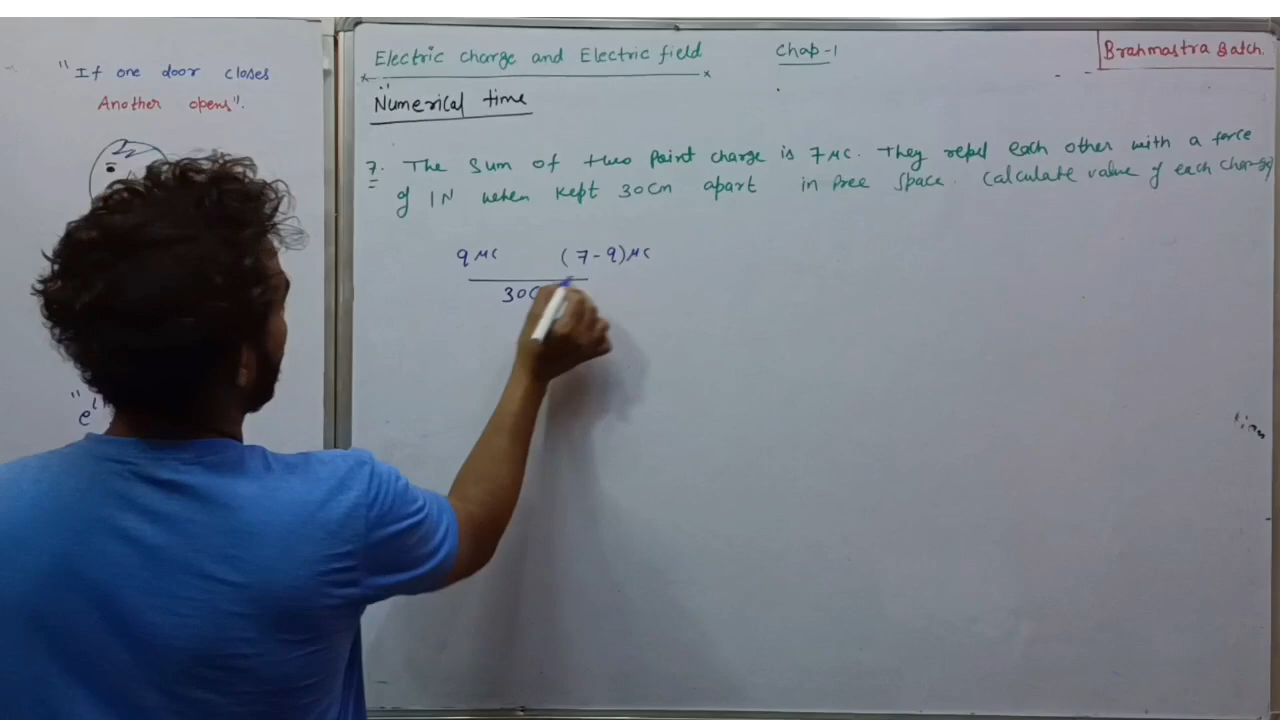 "If one door closes
Another opens".
Electric charge and Electric field
Chap-1
Brahmastra Batch.
Numerical time
7. The Sum of two point charge is 7μc. They repel each other with a force
of 1N when kept 30cm apart in free space. Calculate value of each charge
q μc (7-q)μc
30c